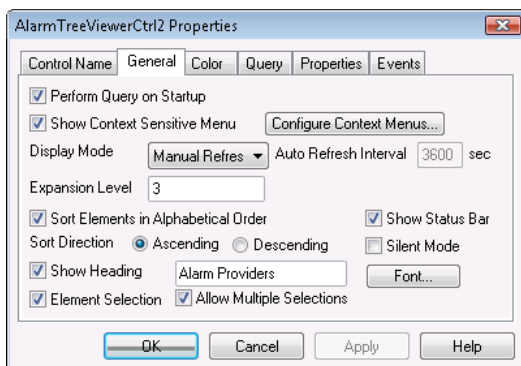 AlarmTreeViewerCtrl2 Properties
Control Name General Color Query Properties Events
Perform Query on Startup
Show Context Sensitive Menu Configure Context Menus...
Display Mode Manual Refres Auto Refresh Interval 3600 sec
Expansion Level 3
Sort Elements in Alphabetical Order Show Status Bar
Sort Direction Ascending Descending Silent Mode
Show Heading Alarm Providers Font...
Element Selection Allow Multiple Selections
OK Cancel Apply Help